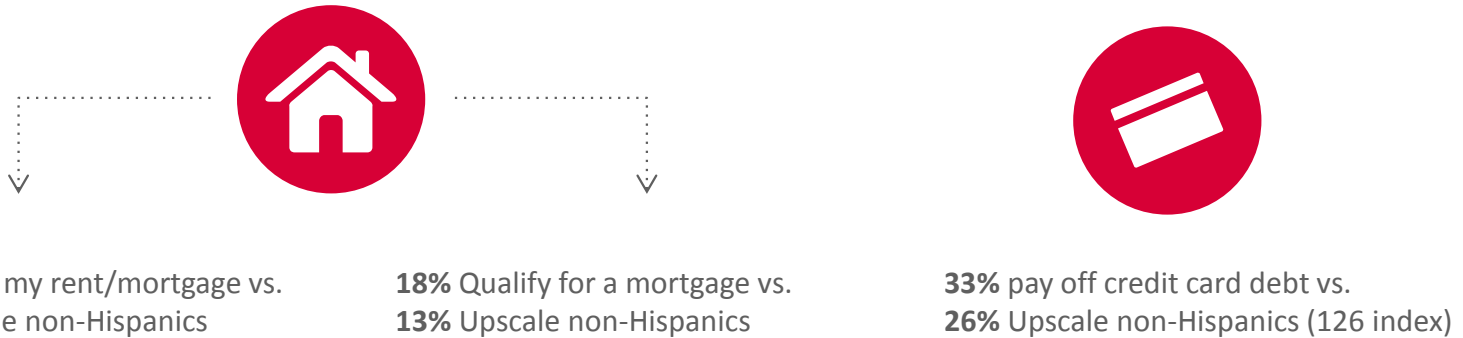 my rent/mortgage vs.
e non-Hispanics
18% Qualify for a mortgage vs.
13% Upscale non-Hispanics
33% pay off credit card debt vs.
26% Upscale non-Hispanics (126 index)